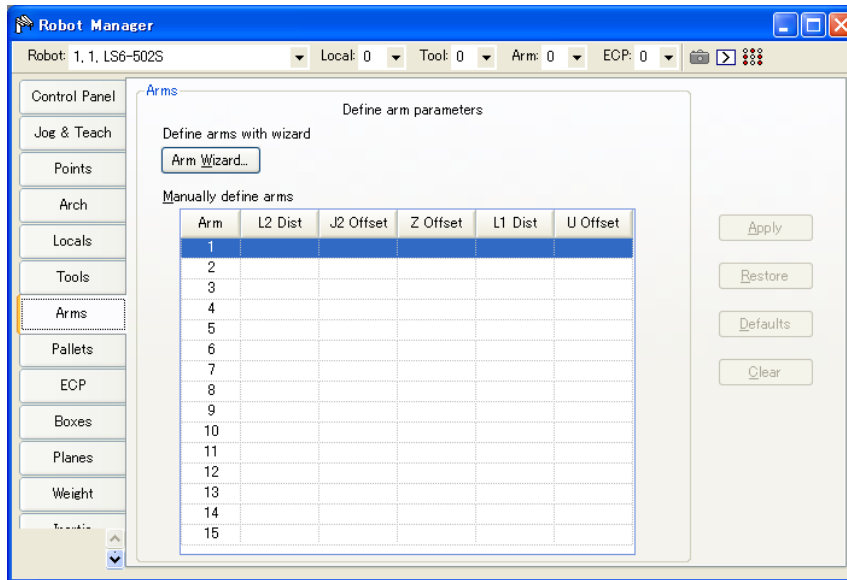 Robot Manager
Robot: 1, 1, LS6-502S Local: 0 Tool: 0 Arm: 0 ECP: 0
Control Panel
Jog & Teach
Points
Arch
Locals
Tools
Arms
Pallets
ECP
Boxes
Planes
Weight
Arms
Define arm parameters
Define arms with wizard
Arm Wizard...
Manually define arms
Arm L2 Dist J2 Offset Z Offset L1 Dist U Offset
1
2
3
4
5
6
7
8
9
10
11
12
13
14
15
Apply
Restore
Defaults
Clear